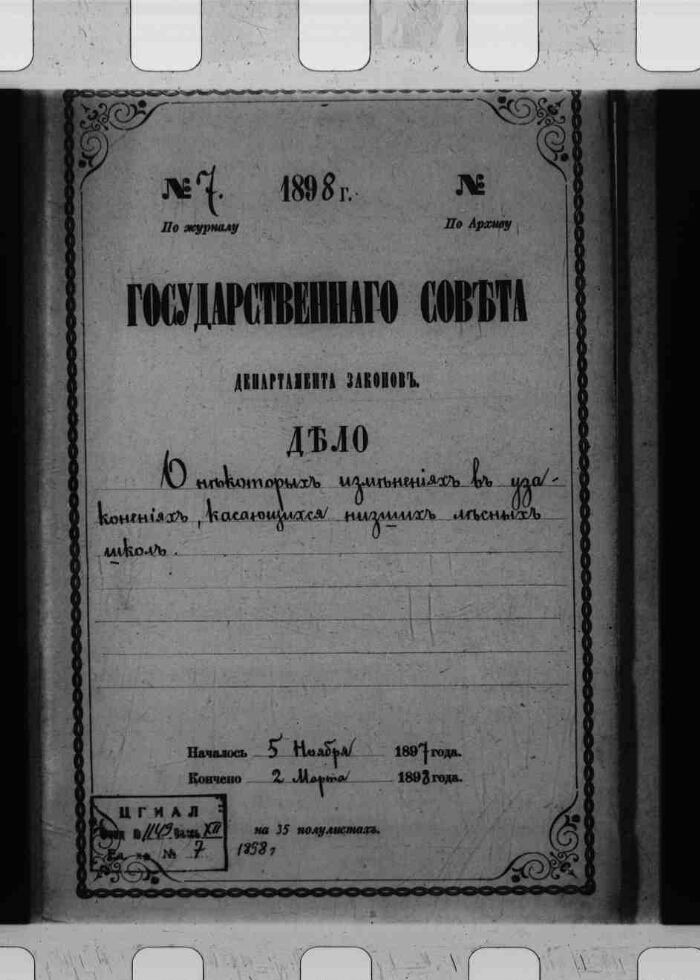 № 7. 1898 г. №
По журналу По Архиву
ГОСУДАРСТВЕННАГО СОВѢТА
ДЕПАРТАМЕНТА ЗАКОНОВЪ.
ДѢЛО
О нѣкоторыхъ измѣненіяхъ въ уза-
коненіяхъ, касающихся низшихъ лѣсныхъ
школъ.
Началось 5 Ноября 1897 года.
Кончено 2 Марта 1898 года.
ЦГИАЛ
1149 XII
№ 7
на 35 полулистахъ.
1898 г